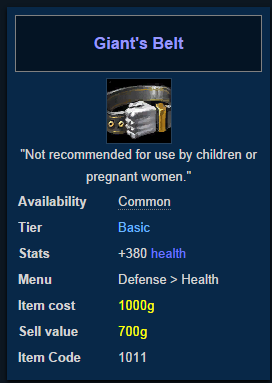 Giant's Belt
"Not recommended for use by children or
pregnant women."
Availability Common
Tier Basic
Stats +380 health
Menu Defense > Health
Item cost 1000g
Sell value 700g
Item Code 1011